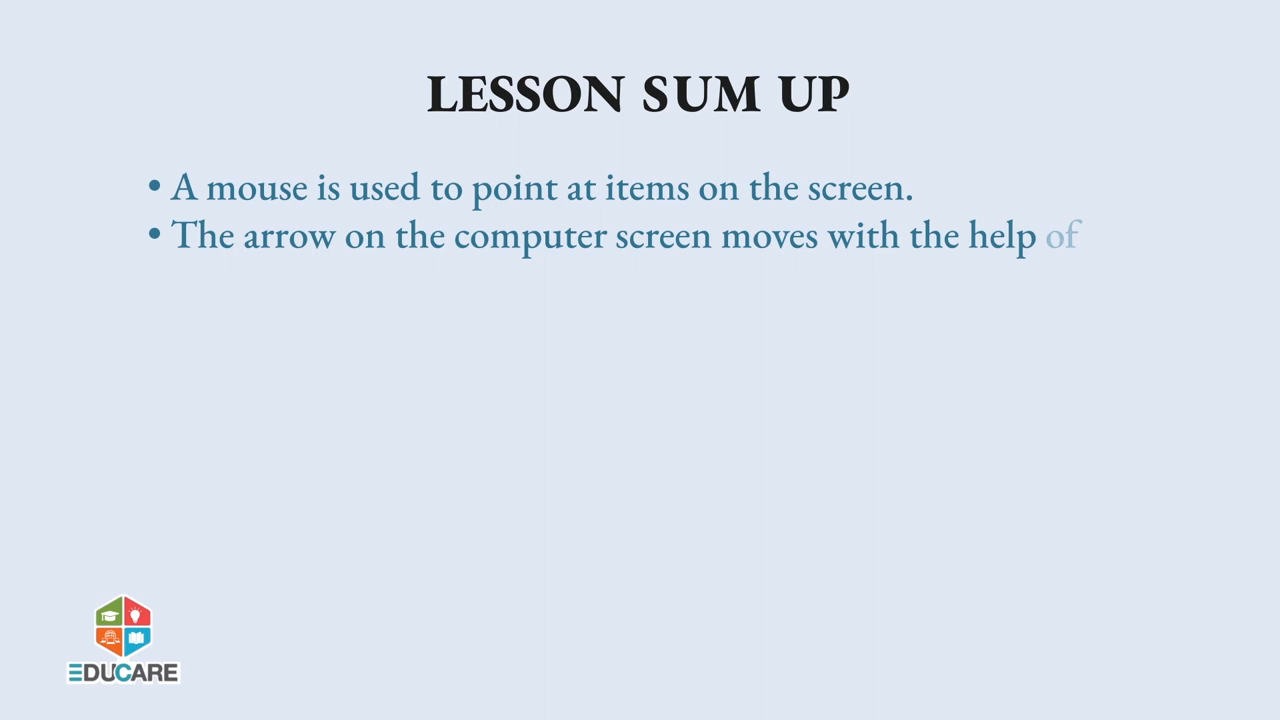 LESSON SUM UP
• A mouse is used to point at items on the screen.
• The arrow on the computer screen moves with the help of
EDUCARE